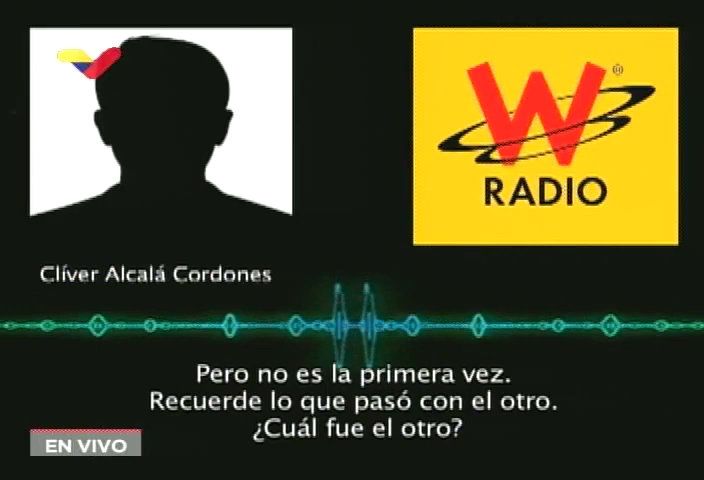 W®
RADIO
Clíver Alcalá Cordones
Pero no es la primera vez.
Recuerde lo que pasó con el otro.
¿Cuál fue el otro?
EN VIVO